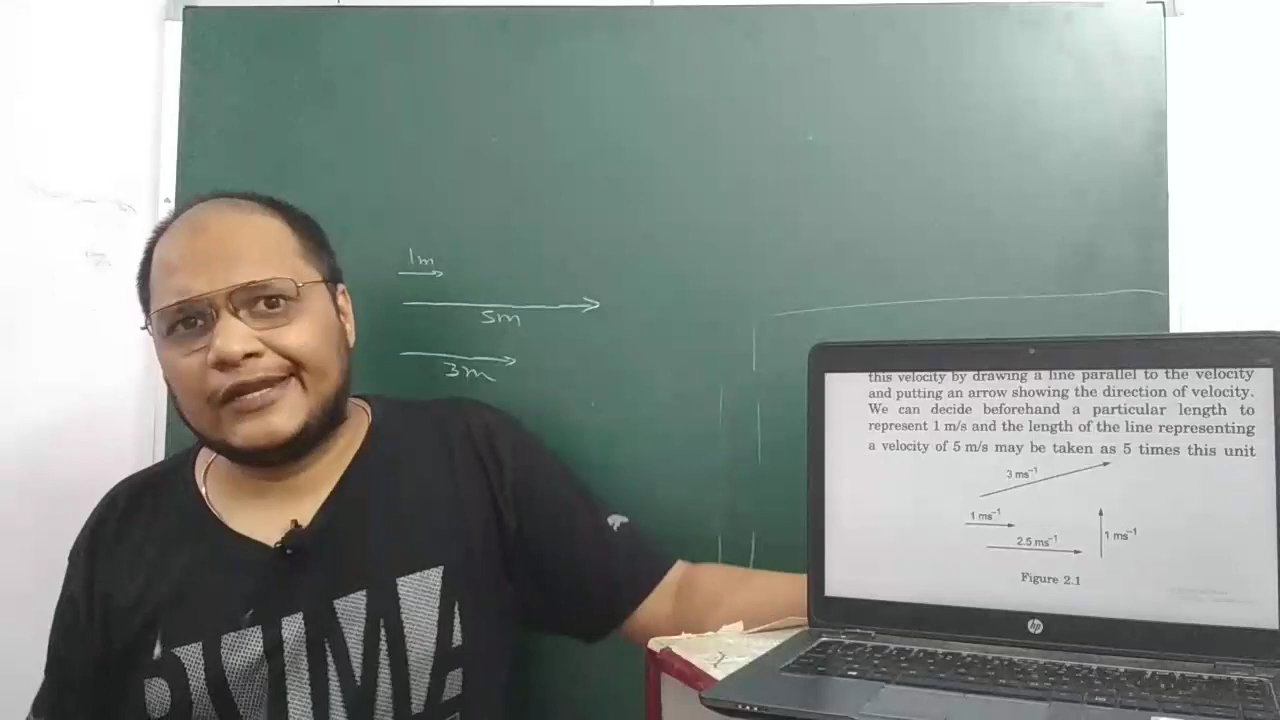 1m
5m
3m
this velocity by drawing a line parallel to the velocity
and putting an arrow showing the direction of velocity.
We can decide beforehand a particular length to
represent 1 m/s and the length of the line representing
a velocity of 5 m/s may be taken as 5 times this unit
3 ms⁻¹
1 ms⁻¹
1 ms⁻¹
2.5 ms⁻¹
Figure 2.1
hp
PUMA